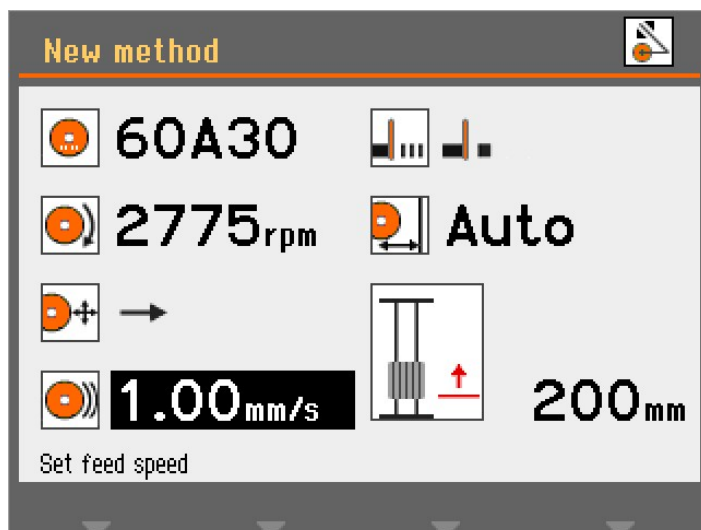 New method
60A30
2775rpm
Auto
1.00mm/s
200mm
Set feed speed